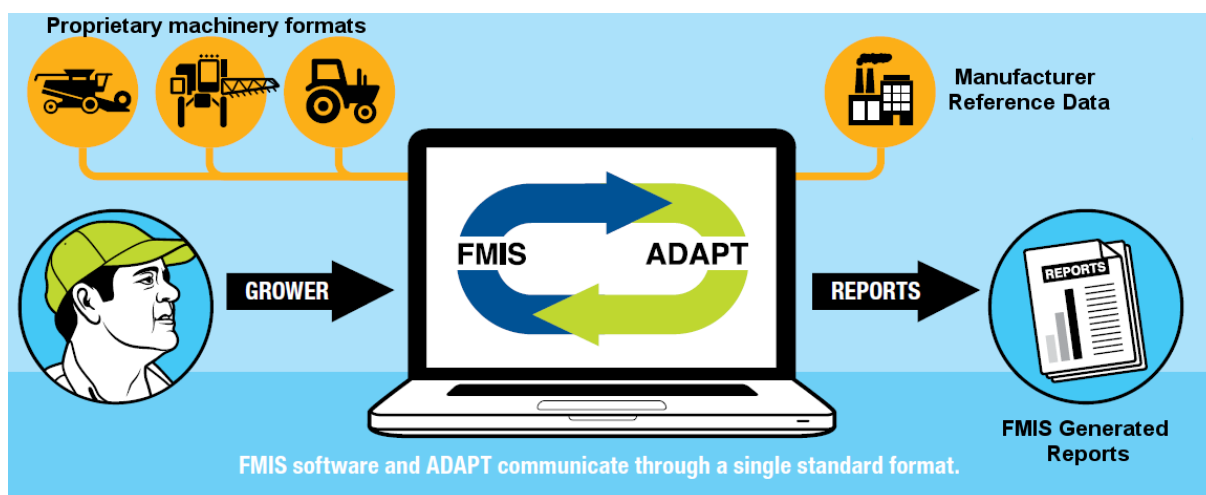 Proprietary machinery formats
Manufacturer
Reference Data
FMIS
ADAPT
GROWER
REPORTS
REPORTS
FMIS Generated
Reports
FMIS software and ADAPT communicate through a single standard format.